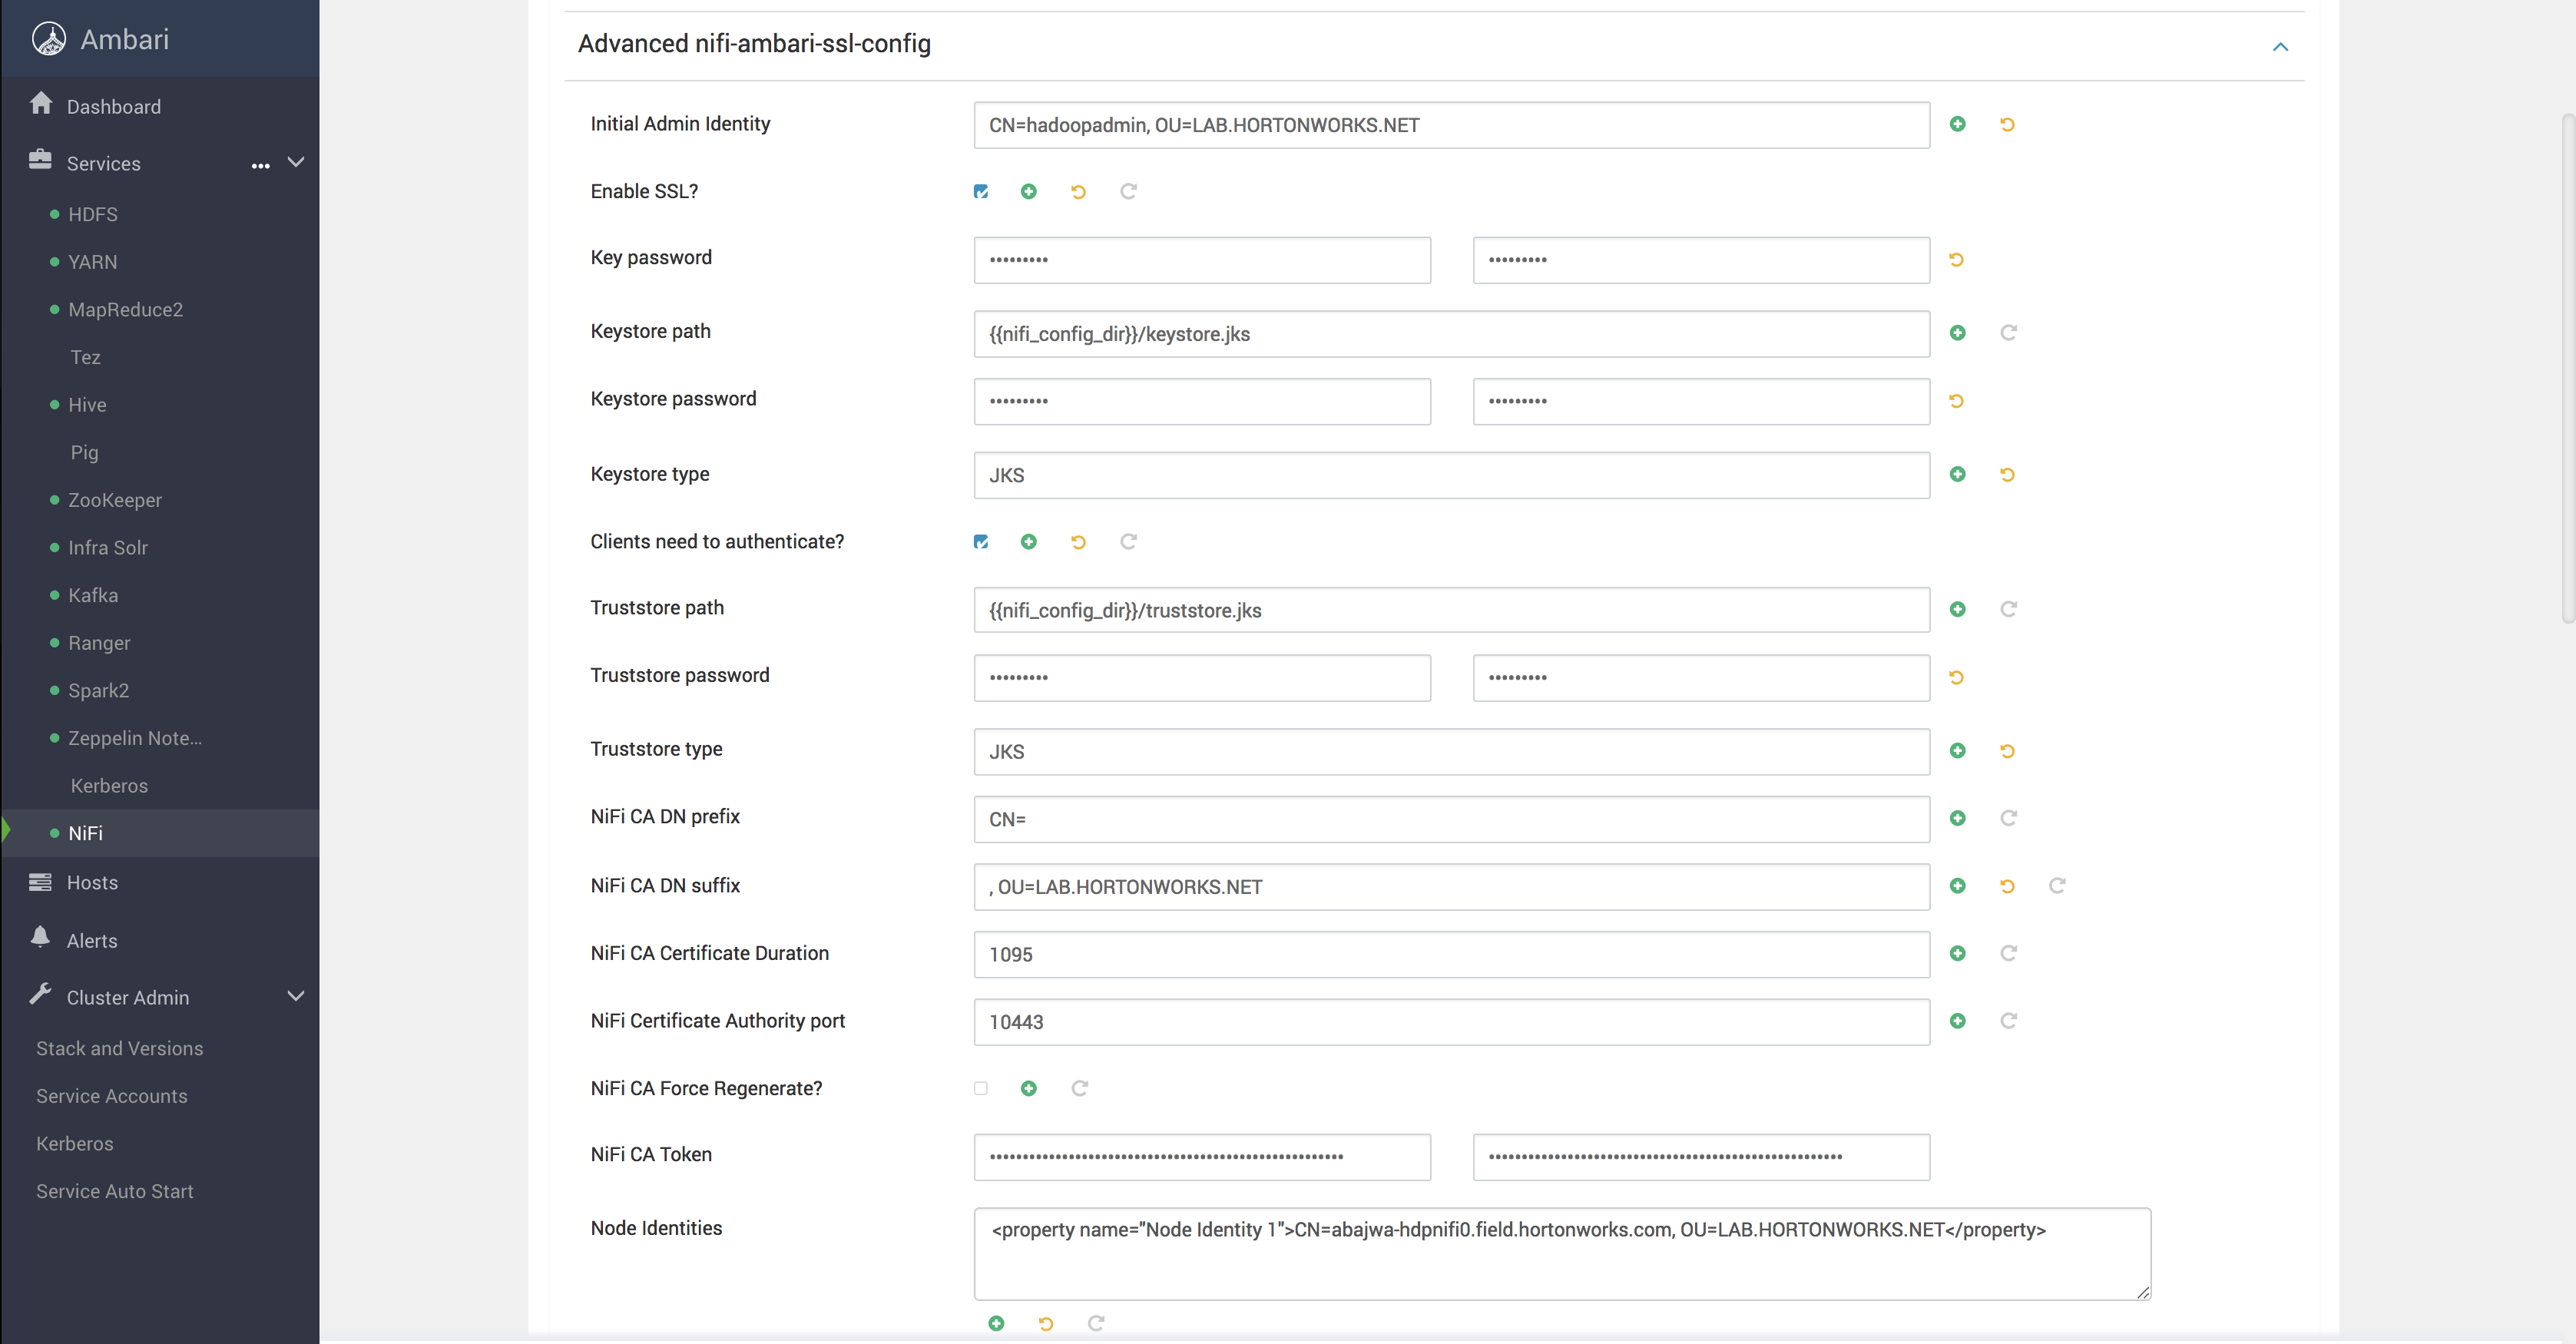 Ambari
Dashboard
Services
HDFS
YARN
MapReduce2
Tez
Hive
Pig
ZooKeeper
Infra Solr
Kafka
Ranger
Spark2
Zeppelin Note...
Kerberos
NiFi
Hosts
Alerts
Cluster Admin
Stack and Versions
Service Accounts
Kerberos
Service Auto Start
Advanced nifi-ambari-ssl-config
Initial Admin Identity
CN=hadoopadmin, OU=LAB.HORTONWORKS.NET
Enable SSL?
Key password
Keystore path
{{nifi_config_dir}}/keystore.jks
Keystore password
Keystore type
JKS
Clients need to authenticate?
Truststore path
{{nifi_config_dir}}/truststore.jks
Truststore password
Truststore type
JKS
NiFi CA DN prefix
CN=
NiFi CA DN suffix
, OU=LAB.HORTONWORKS.NET
NiFi CA Certificate Duration
1095
NiFi Certificate Authority port
10443
NiFi CA Force Regenerate?
NiFi CA Token
Node Identities
<property name="Node Identity 1">CN=abajwa-hdpnifi0.field.hortonworks.com, OU=LAB.HORTONWORKS.NET</property>